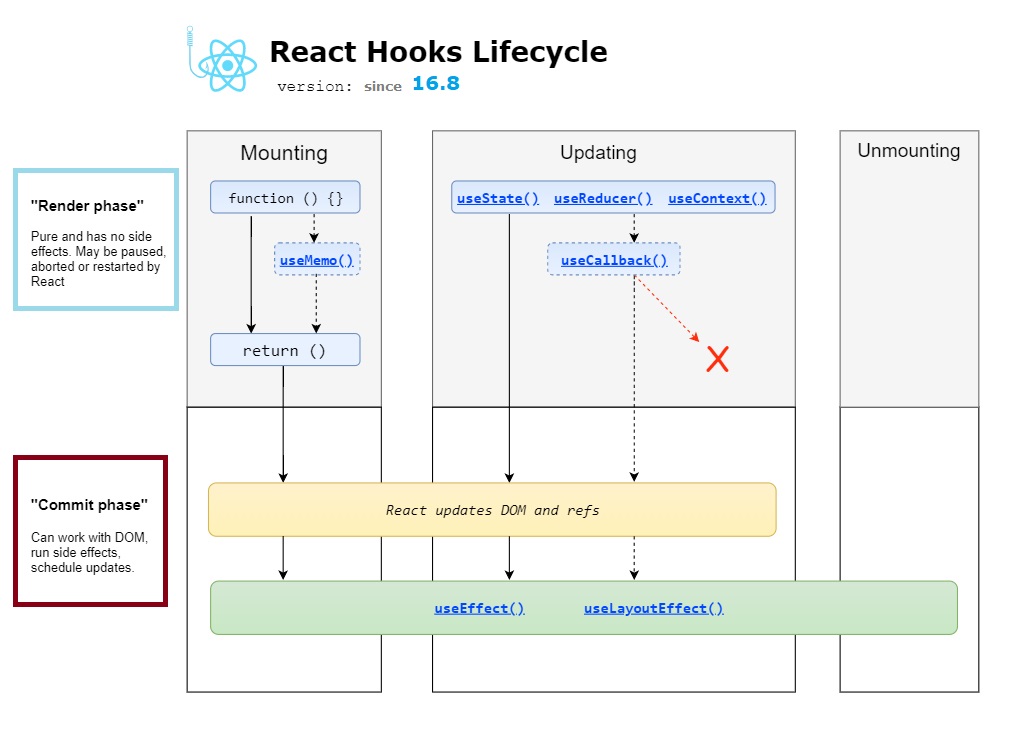 React Hooks Lifecycle
version: since 16.8
Mounting
Updating
Unmounting
"Render phase"
Pure and has no side
effects. May be paused,
aborted or restarted by
React
function () {}
useMemo()
return ()
useState() useReducer() useContext()
useCallback()
"Commit phase"
Can work with DOM,
run side effects,
schedule updates.
React updates DOM and refs
useEffect() useLayoutEffect()